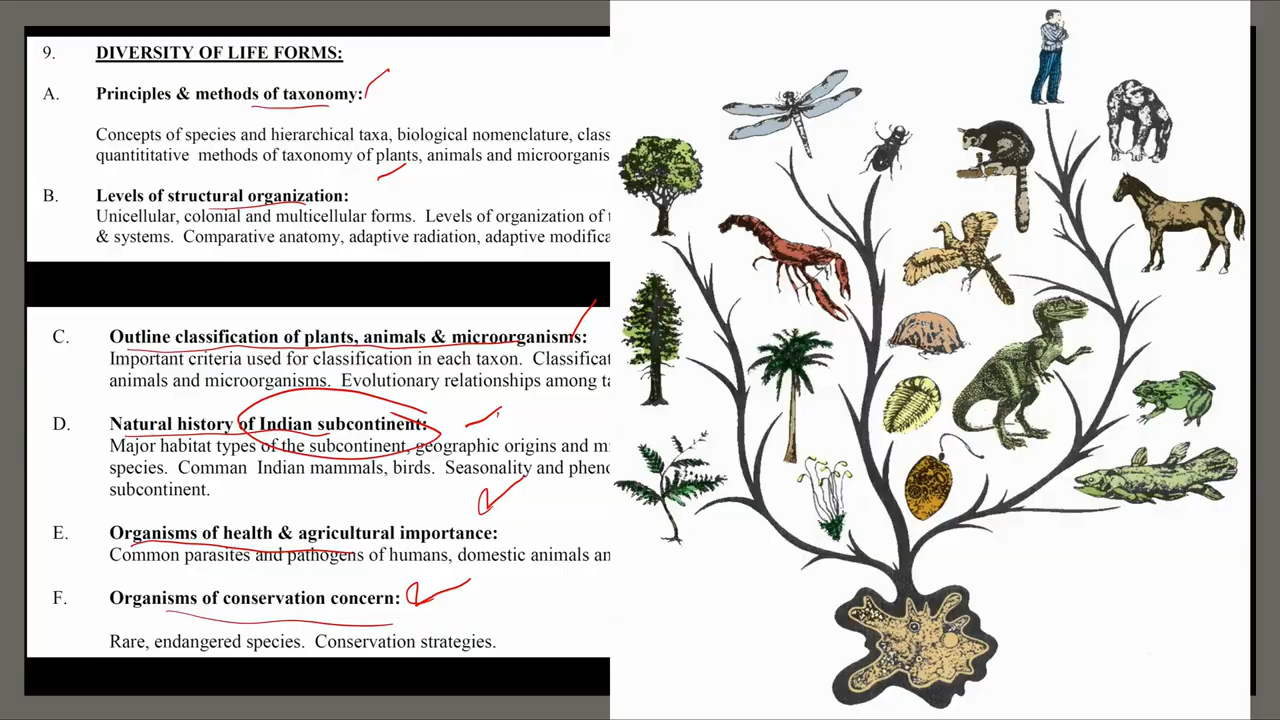 9. DIVERSITY OF LIFE FORMS:
A. Principles & methods of taxonomy:
Concepts of species and hierarchical taxa, biological nomenclature, class
quantititative methods of taxonomy of plants, animals and microorganis
B. Levels of structural organization:
Unicellular, colonial and multicellular forms. Levels of organization of t
& systems. Comparative anatomy, adaptive radiation, adaptive modifica
C. Outline classification of plants, animals & microorganisms:
Important criteria used for classification in each taxon. Classificat
animals and microorganisms. Evolutionary relationships among ta
D. Natural history of Indian subcontinent:
Major habitat types of the subcontinent, geographic origins and mi
species. Comman Indian mammals, birds. Seasonality and pheno
subcontinent.
E. Organisms of health & agricultural importance:
Common parasites and pathogens of humans, domestic animals an
F. Organisms of conservation concern:
Rare, endangered species. Conservation strategies.